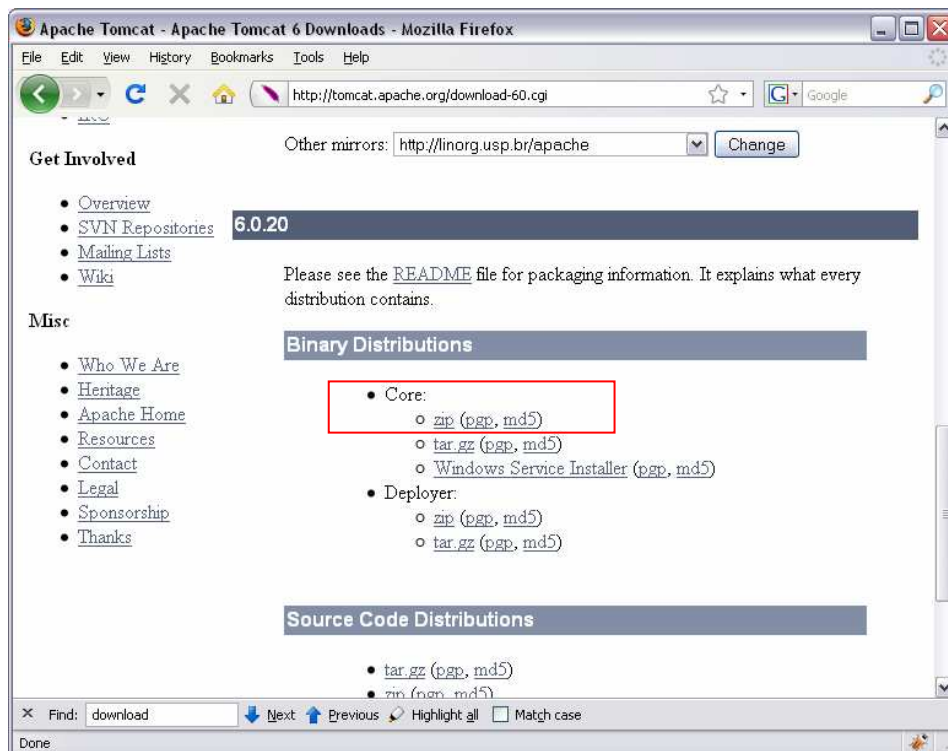 Apache Tomcat - Apache Tomcat 6 Downloads - Mozilla Firefox
File Edit View History Bookmarks Tools Help
http://tomcat.apache.org/download-60.cgi
G Google
IRC
Get Involved
Overview
SVN Repositories
Mailing Lists
Wiki
Misc
Who We Are
Heritage
Apache Home
Resources
Contact
Legal
Sponsorship
Thanks
Other mirrors: http://linorg.usp.br/apache Change
6.0.20
Please see the README file for packaging information. It explains what every
distribution contains.
Binary Distributions
Core:
zip (pgp, md5)
tar.gz (pgp, md5)
Windows Service Installer (pgp, md5)
Deployer:
zip (pgp, md5)
tar.gz (pgp, md5)
Source Code Distributions
tar.gz (pgp, md5)
zip (pgp, md5)
Find: download Next Previous Highlight all Match case
Done